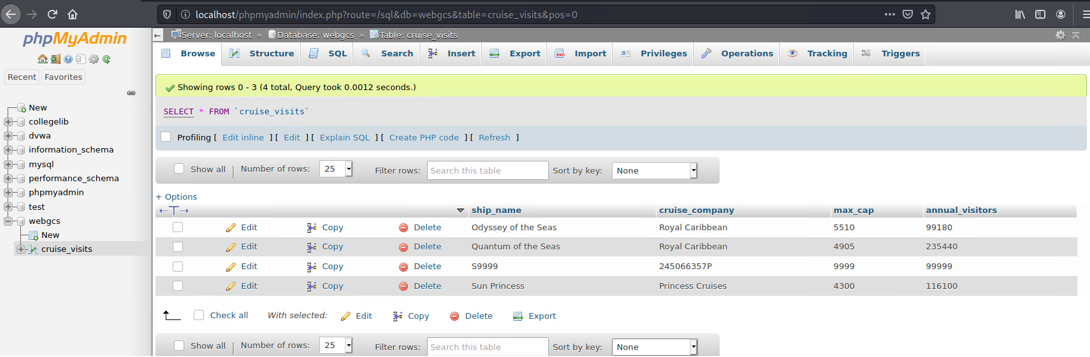 localhost/phpmyadmin/index.php?route=/sql&db=webgcs&table=cruise_visits&pos=0
phpMyAdmin
Recent Favorites
New
collegelib
dvwa
information_schema
mysql
performance_schema
phpmyadmin
test
webgcs
New
cruise_visits
Server: localhost » Database: webgcs » Table: cruise_visits
Browse Structure SQL Search Insert Export Import Privileges Operations Tracking Triggers
Showing rows 0 - 3 (4 total, Query took 0.0012 seconds.)
SELECT * FROM `cruise_visits`
Profiling [ Edit inline ] [ Edit ] [ Explain SQL ] [ Create PHP code ] [ Refresh ]
Show all Number of rows: 25 Filter rows: Search this table Sort by key: None
+ Options
←T→ ship_name cruise_company max_cap annual_visitors
Edit Copy Delete Odyssey of the Seas Royal Caribbean 5510 99180
Edit Copy Delete Quantum of the Seas Royal Caribbean 4905 235440
Edit Copy Delete S9999 245066357P 9999 99999
Edit Copy Delete Sun Princess Princess Cruises 4300 116100
Check all With selected: Edit Copy Delete Export
Show all Number of rows: 25 Filter rows: Search this table Sort by key: None